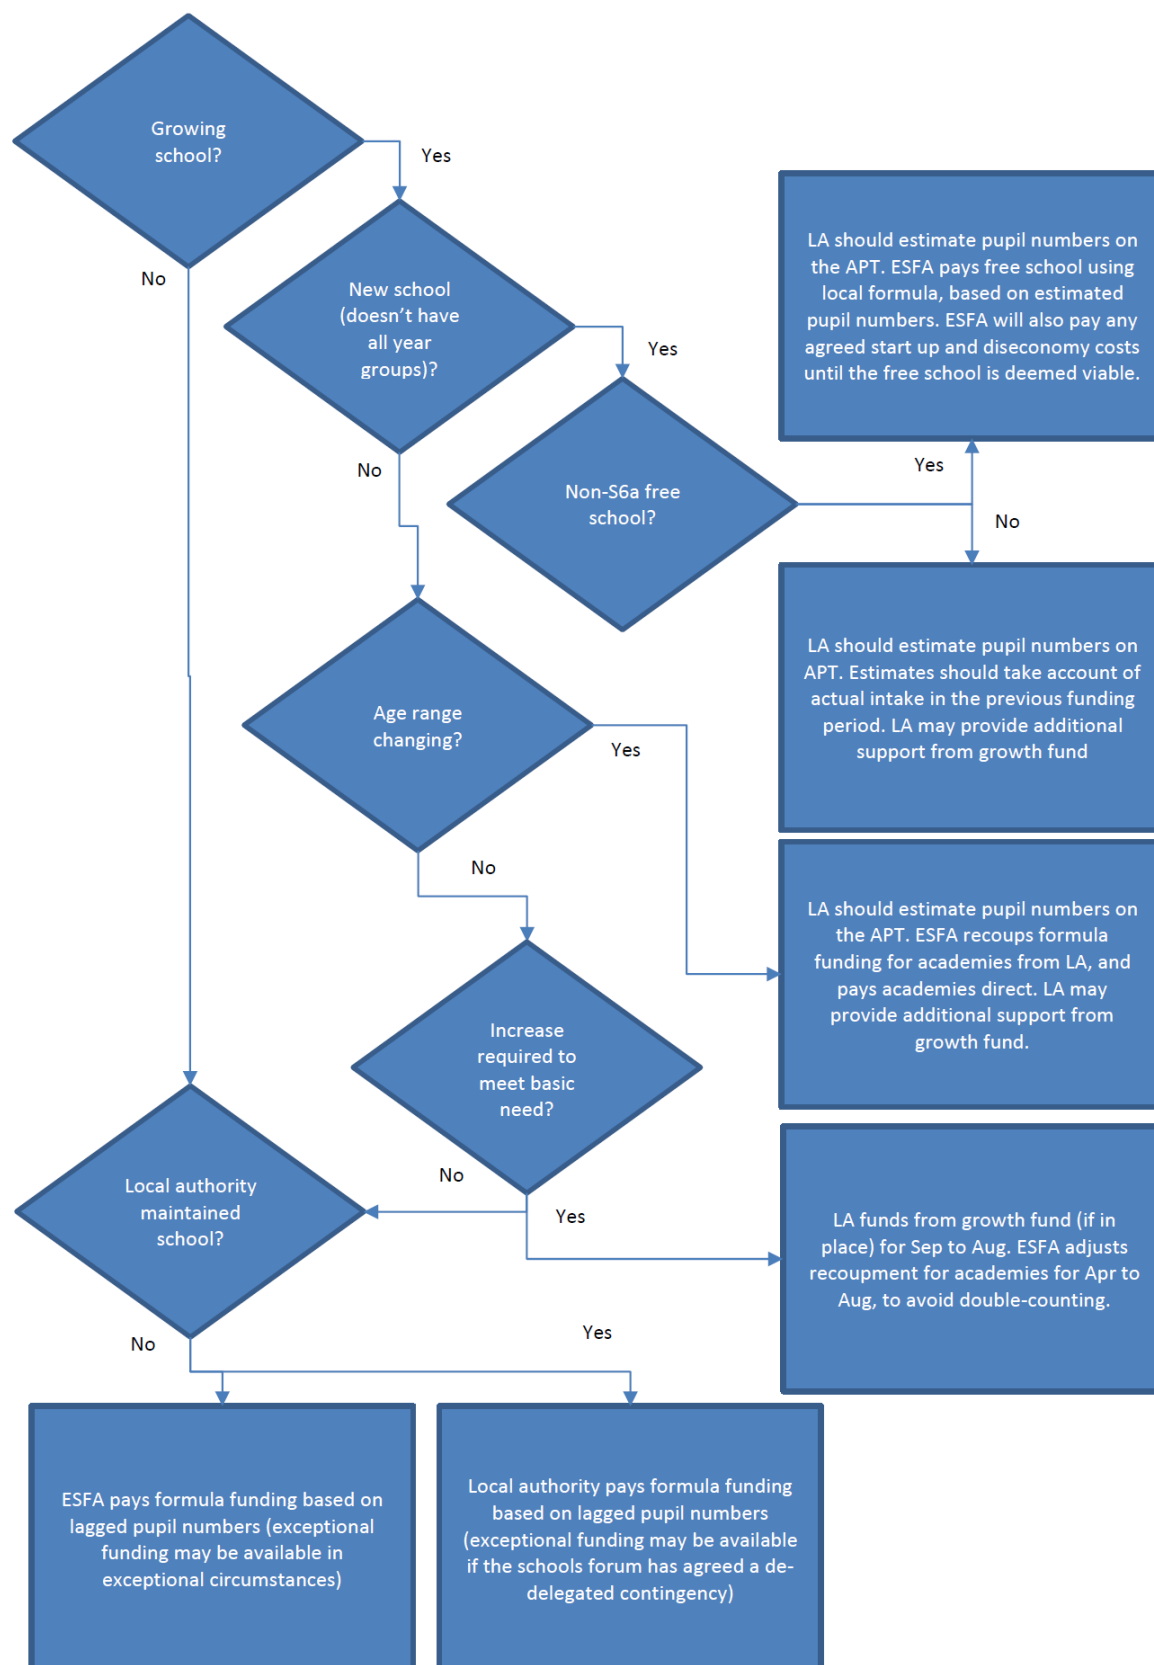 Growing
school?
Yes
No
New school
(doesn’t have
all year
groups)?
Yes
No
LA should estimate pupil numbers on
the APT. ESFA pays free school using
local formula, based on estimated
pupil numbers. ESFA will also pay any
agreed start up and diseconomy costs
until the free school is deemed viable.
Non-S6a free
school?
Yes
No
LA should estimate pupil numbers on
APT. Estimates should take account of
actual intake in the previous funding
period. LA may provide additional
support from growth fund
Age range
changing?
Yes
No
LA should estimate pupil numbers on
the APT. ESFA recoups formula
funding for academies from LA, and
pays academies direct. LA may
provide additional support from
growth fund.
Increase
required to
meet basic
need?
No
Yes
LA funds from growth fund (if in
place) for Sep to Aug. ESFA adjusts
recoupment for academies for Apr to
Aug, to avoid double-counting.
Local authority
maintained
school?
No
Yes
ESFA pays formula funding based on
lagged pupil numbers (exceptional
funding may be available in
exceptional circumstances)
Local authority pays formula funding
based on lagged pupil numbers
(exceptional funding may be available
if the schools forum has agreed a de-
delegated contingency)